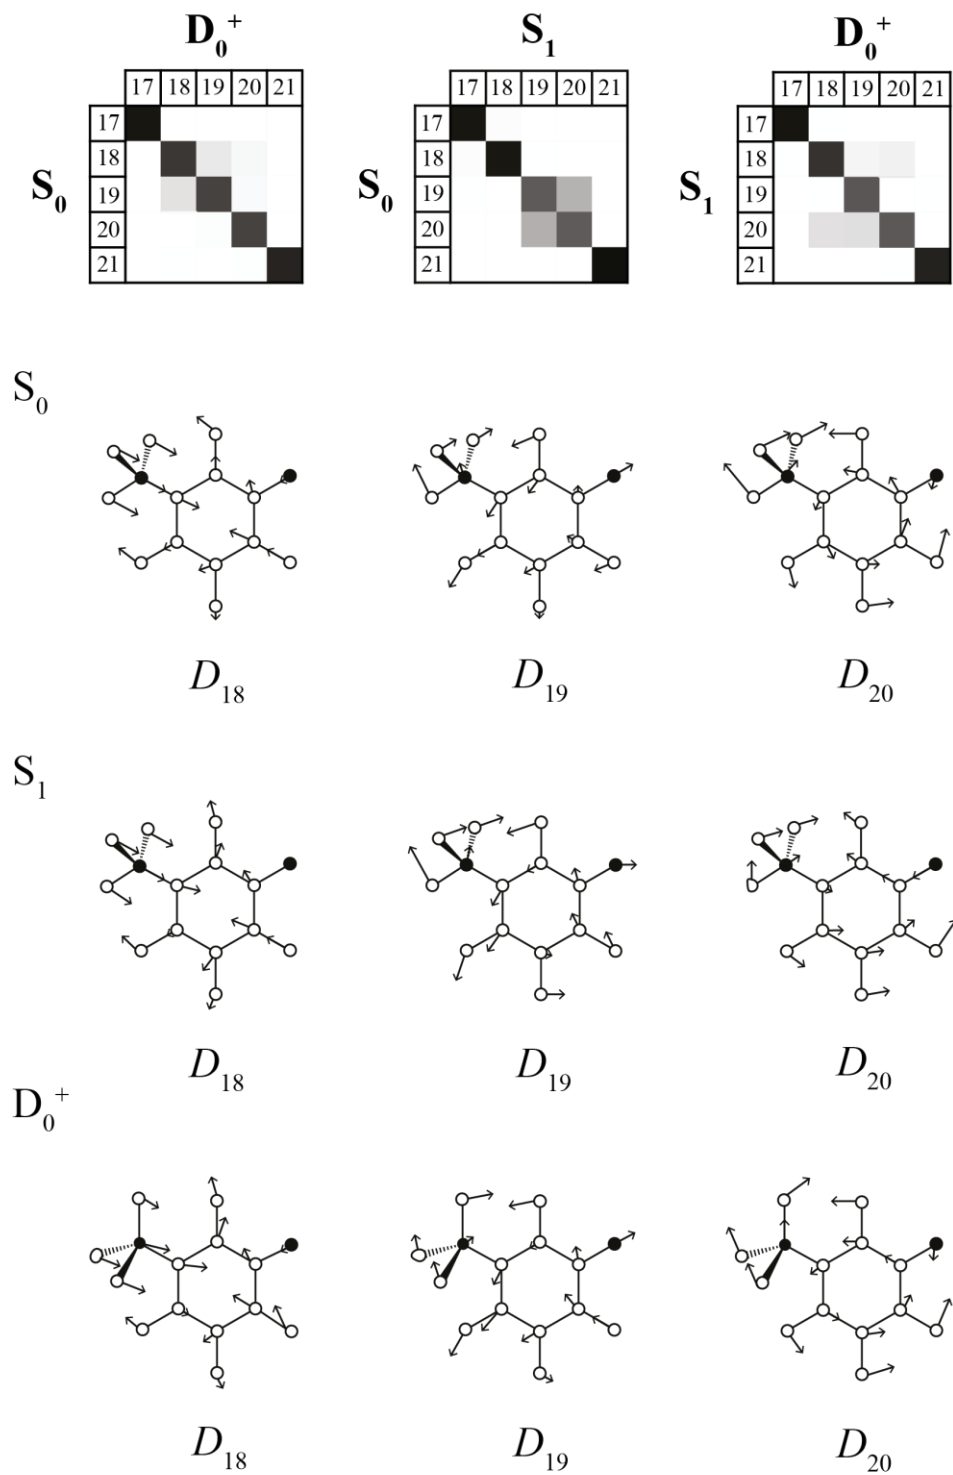 D₀⁺ S₁ D₀⁺
17 18 19 20 21 17 18 19 20 21 17 18 19 20 21
17 17 17
18 18 18
S₀ S₀ S₁
19 19 19
20 20 20
21 21 21
S₀
D₁₈ D₁₉ D₂₀
S₁
D₁₈ D₁₉ D₂₀
D₀⁺
D₁₈ D₁₉ D₂₀